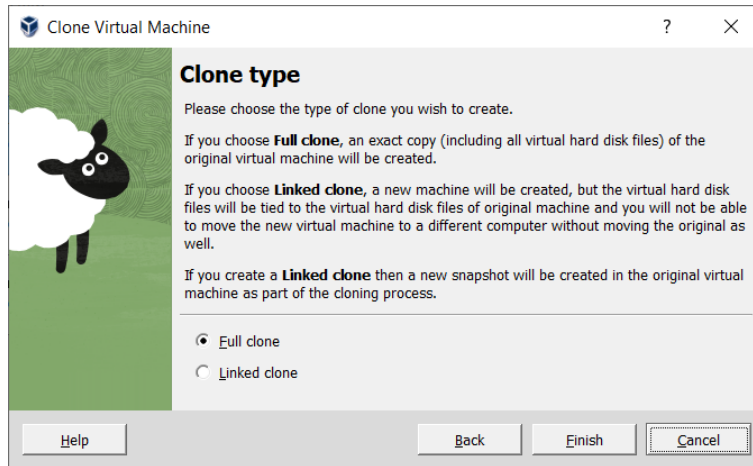 Clone Virtual Machine
?
Clone type
Please choose the type of clone you wish to create.
If you choose Full clone, an exact copy (including all virtual hard disk files) of the
original virtual machine will be created.
If you choose Linked clone, a new machine will be created, but the virtual hard disk
files will be tied to the virtual hard disk files of original machine and you will not be able
to move the new virtual machine to a different computer without moving the original as
well.
If you create a Linked clone then a new snapshot will be created in the original virtual
machine as part of the cloning process.
Full clone
Linked clone
Help Back Finish Cancel